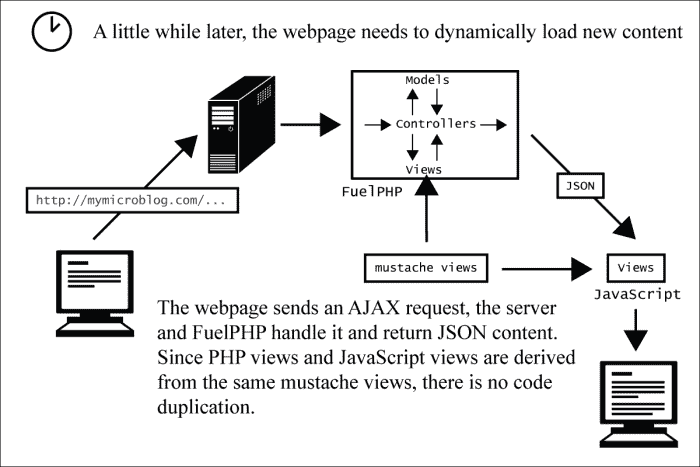 A little while later, the webpage needs to dynamically load new content
Models
Controllers
Views
FuelPHP
http://mymicroblog.com/...
JSON
mustache views
Views
JavaScript
The webpage sends an AJAX request, the server
and FuelPHP handle it and return JSON content.
Since PHP views and JavaScript views are derived
from the same mustache views, there is no code
duplication.